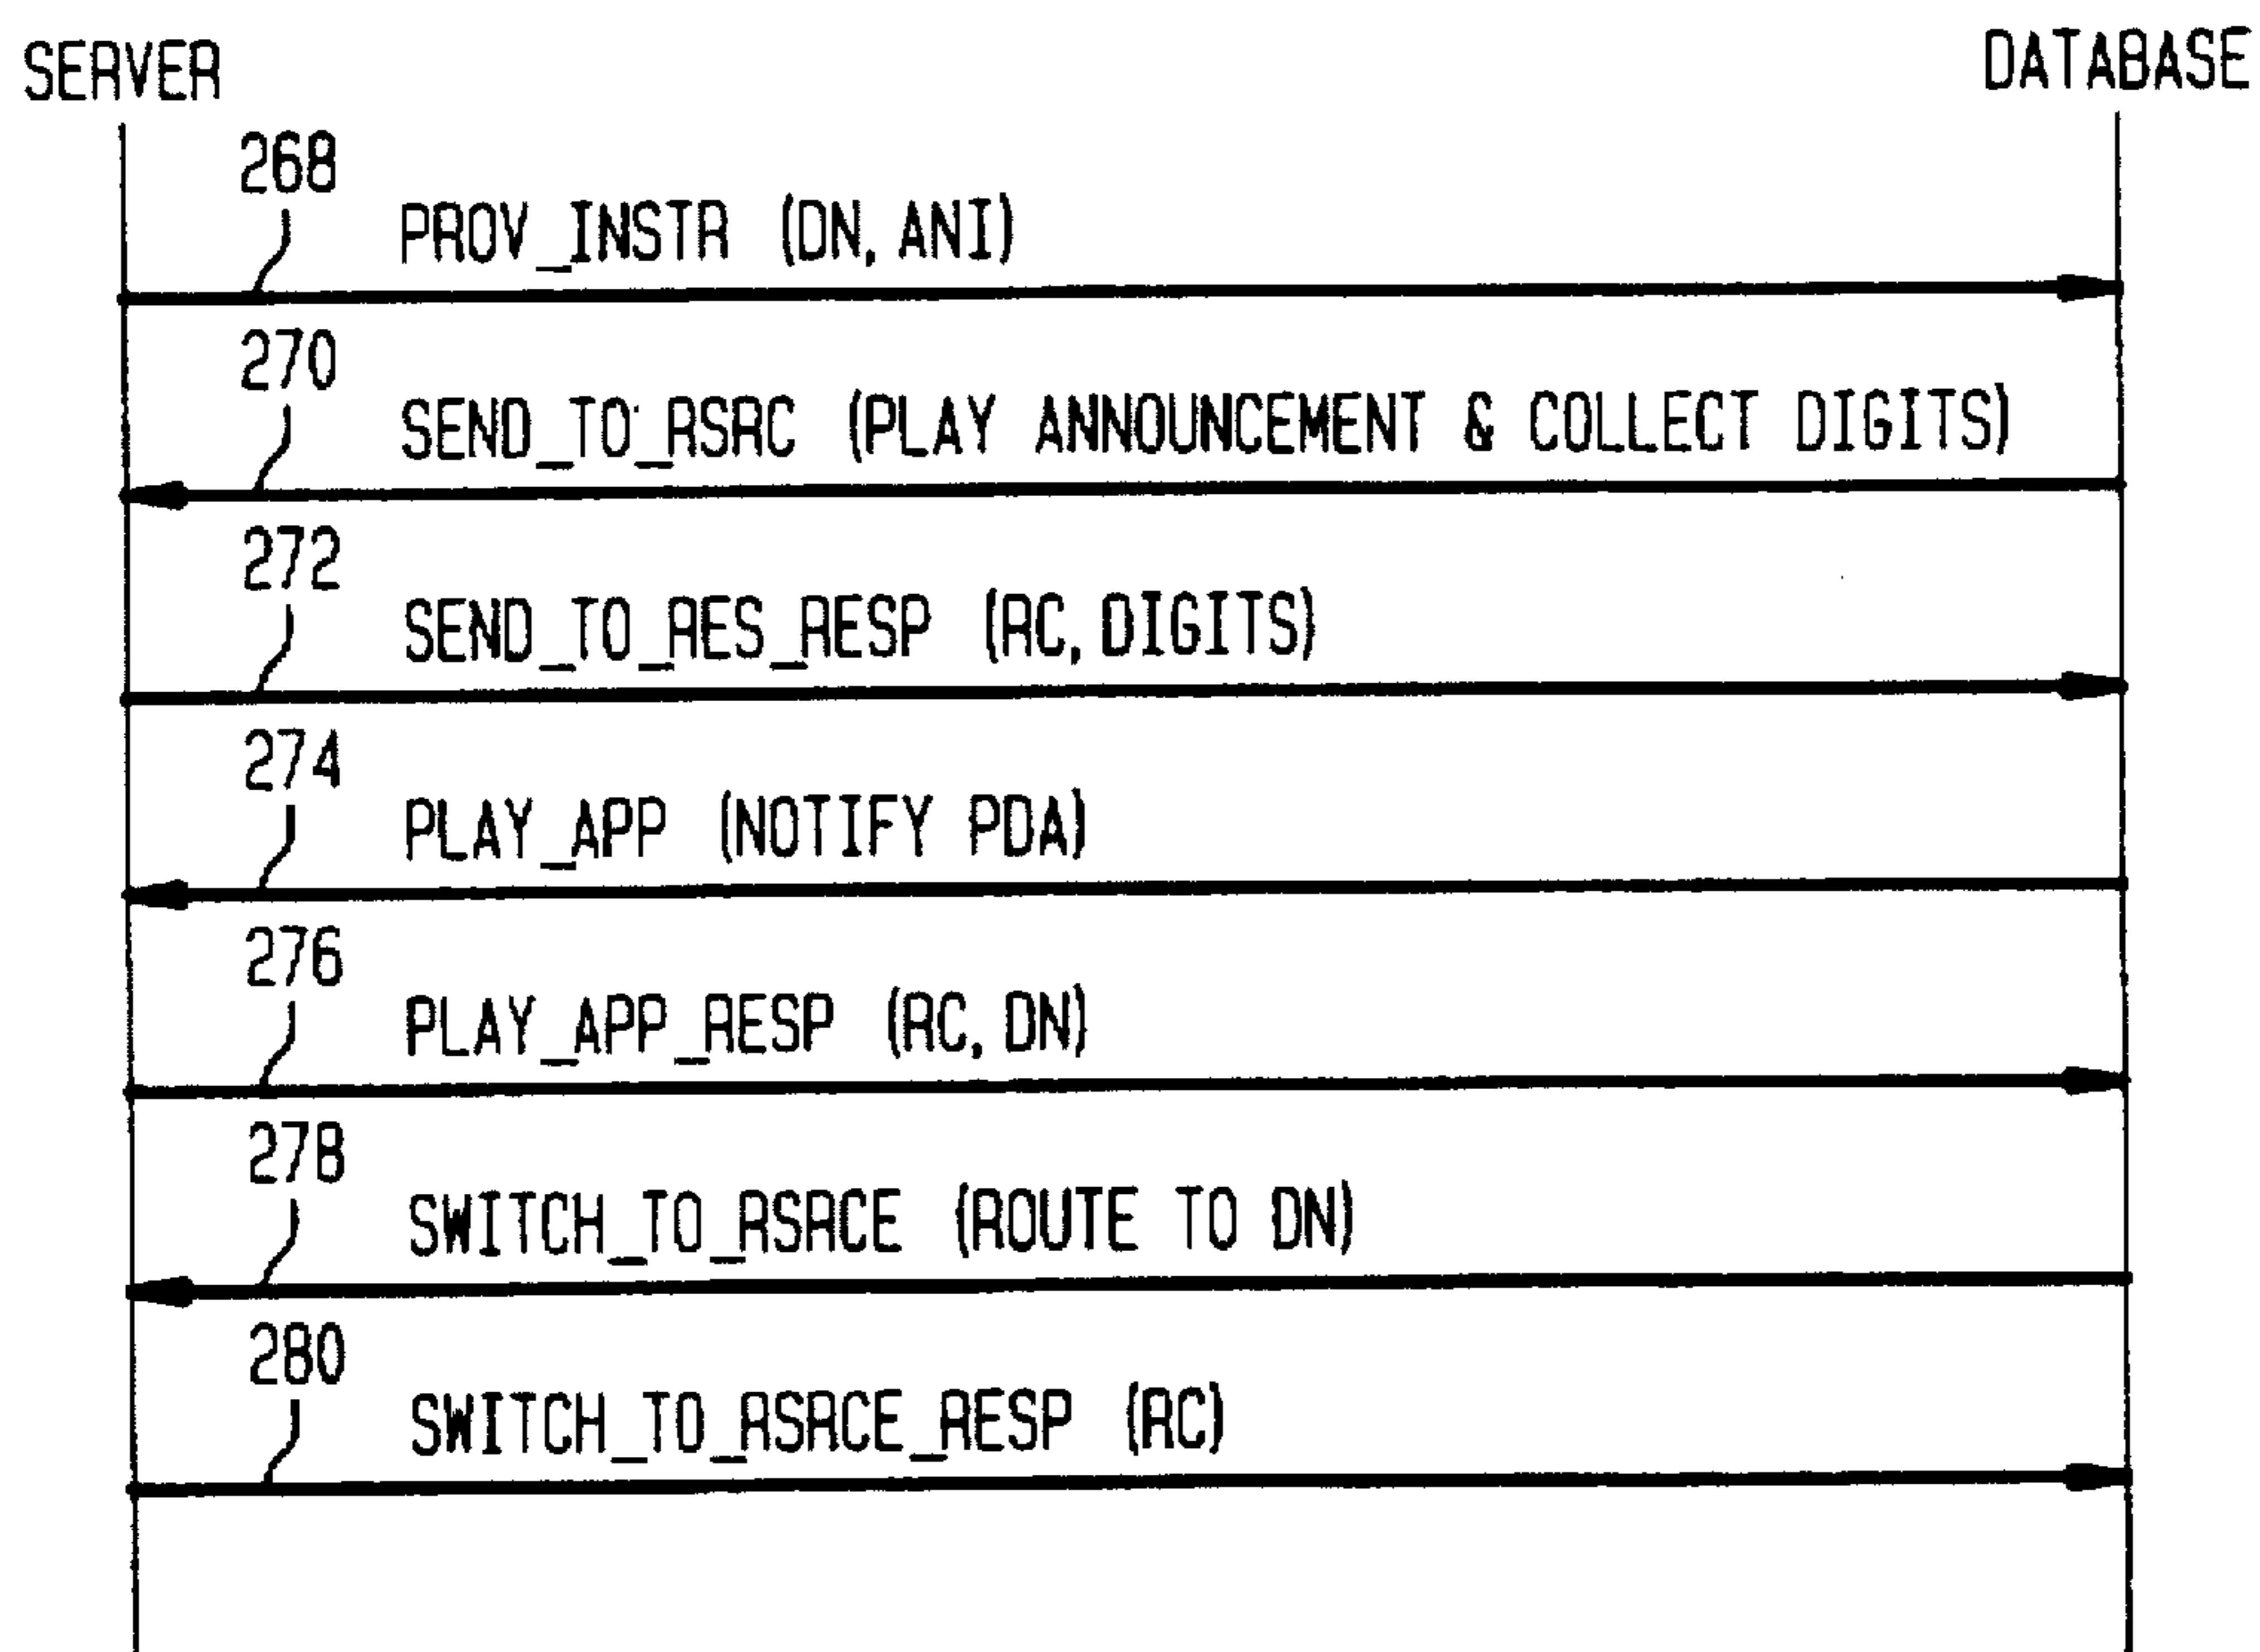 SERVER DATABASE
268
PROV_INSTR (DN, ANI)
270
SEND_TO_RSRC (PLAY ANNOUNCEMENT & COLLECT DIGITS)
272
SEND_TO_RES_RESP (RC, DIGITS)
274
PLAY_APP (NOTIFY PDA)
276
PLAY_APP_RESP (RC, DN)
278
SWITCH_TO_RSRCE (ROUTE TO DN)
280
SWITCH_TO_RSRCE_RESP (RC)